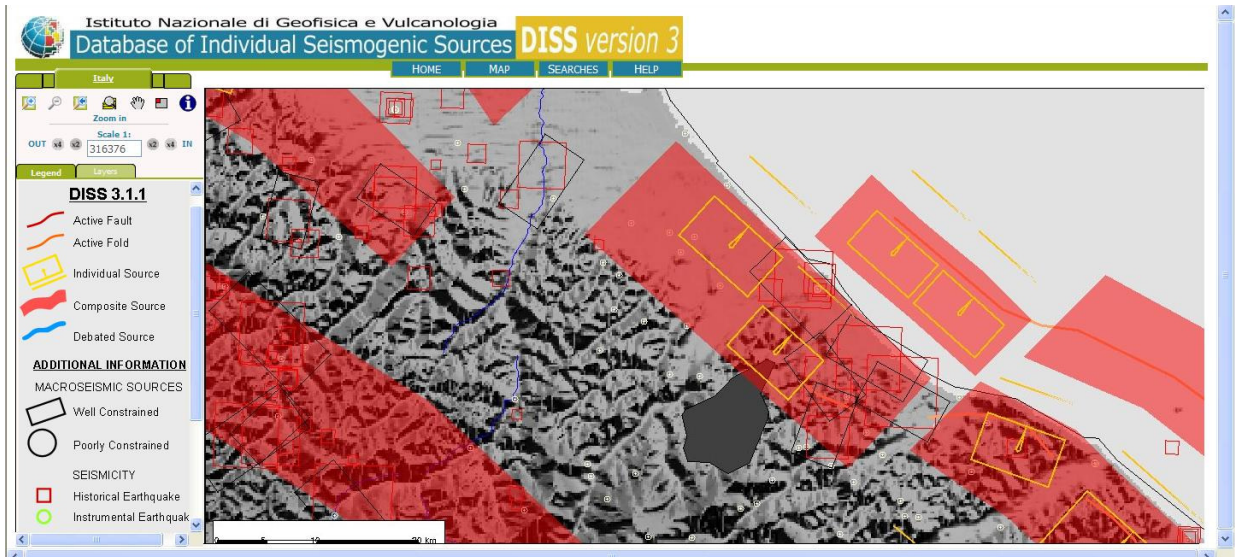 Istituto Nazionale di Geofisica e Vulcanologia
Database of Individual Seismogenic Sources DISS version 3
HOME MAP SEARCHES HELP
Italy
Zoom in
Scale 1:
OUT x4 x2 316376 x2 x4 IN
Legend Layers
DISS 3.1.1
Active Fault
Active Fold
Individual Source
Composite Source
Debated Source
ADDITIONAL INFORMATION
MACROSEISMIC SOURCES
Well Constrained
Poorly Constrained
SEISMICITY
Historical Earthquake
Instrumental Earthquak
0 5 10 20 km